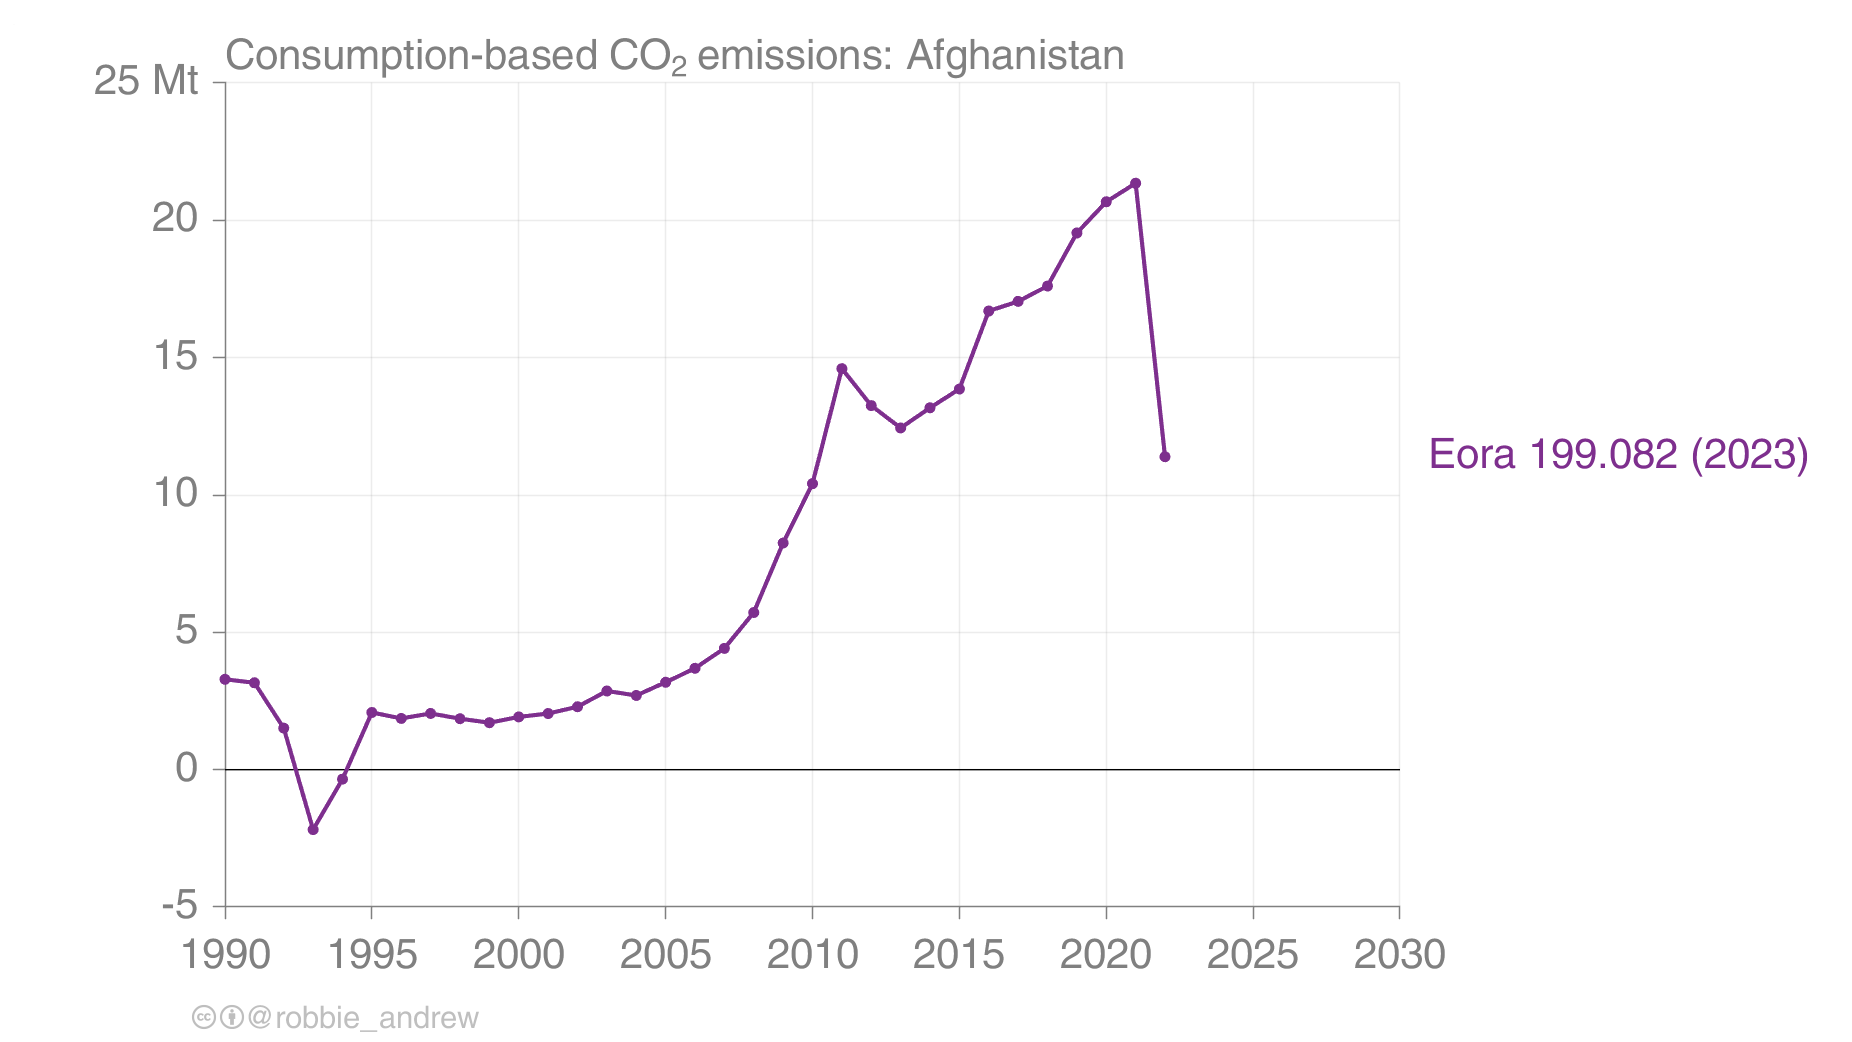 Consumption-based CO₂ emissions: Afghanistan
25 Mt
20
15
10
5
0
-5
1990 1995 2000 2005 2010 2015 2020 2025 2030
Eora 199.082 (2023)
@robbie_andrew